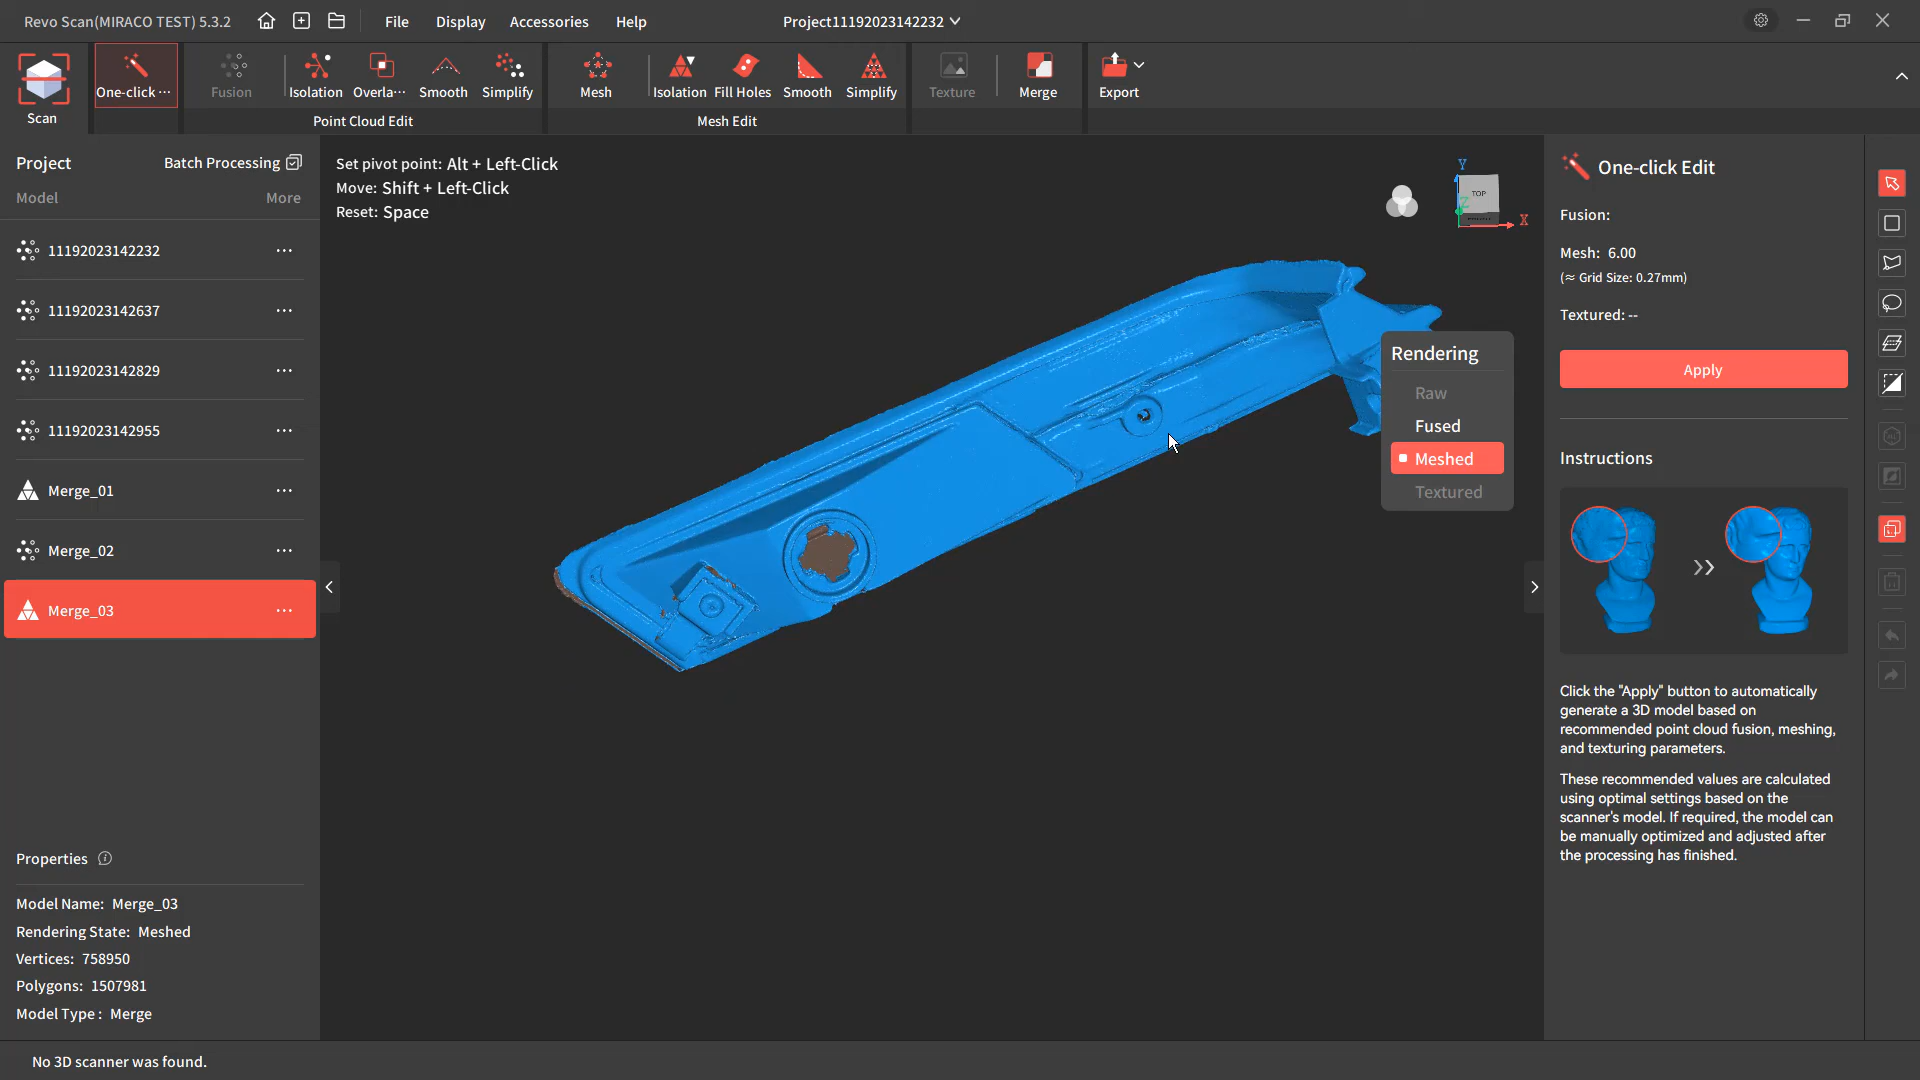 Revo Scan(MIRACO TEST) 5.3.2
File
Display
Accessories
Help
Project11192023142232
Scan
One-click ···
Fusion
Isolation
Overla···
Smooth
Simplify
Point Cloud Edit
Mesh
Isolation
Fill Holes
Smooth
Simplify
Mesh Edit
Texture
Merge
Export
Project
Batch Processing
Model
More
11192023142232
11192023142637
11192023142829
11192023142955
Merge_01
Merge_02
Merge_03
Properties
Model Name: Merge_03
Rendering State: Meshed
Vertices: 758950
Polygons: 1507981
Model Type : Merge
No 3D scanner was found.
Set pivot point: Alt + Left-Click
Move: Shift + Left-Click
Reset: Space
Y
TOP
Z
X
Rendering
Raw
Fused
Meshed
Textured
One-click Edit
Fusion:
Mesh: 6.00
(≈ Grid Size: 0.27mm)
Textured: --
Apply
Instructions
Click the "Apply" button to automatically
generate a 3D model based on
recommended point cloud fusion, meshing,
and texturing parameters.
These recommended values are calculated
using optimal settings based on the
scanner's model. If required, the model can
be manually optimized and adjusted after
the processing has finished.